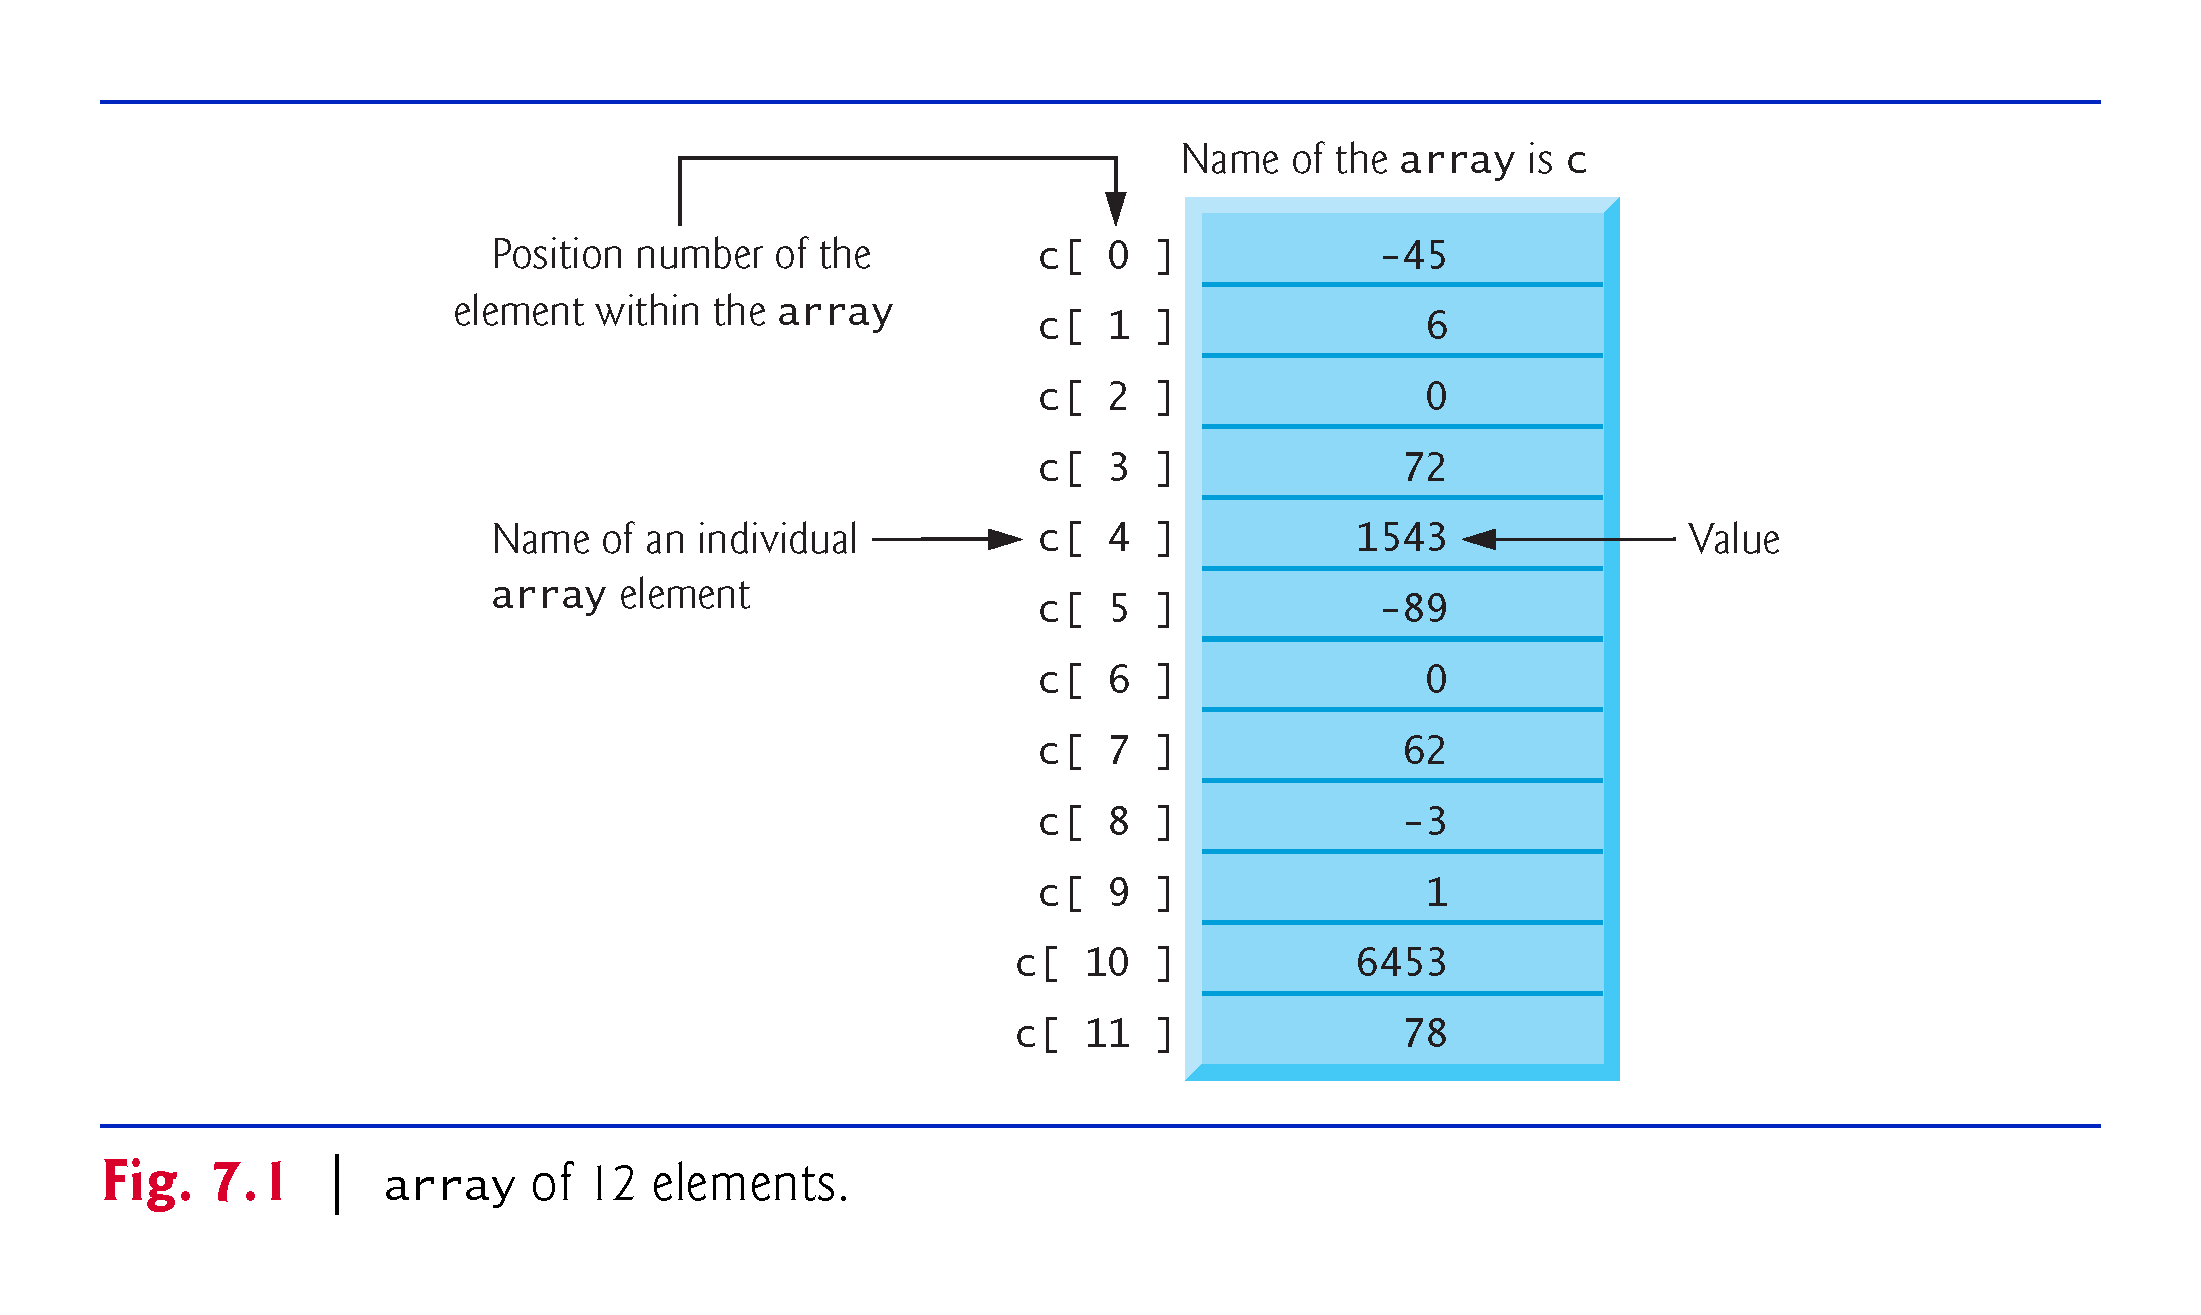 Name of the array is c
Position number of the
element within the array
c[ 0 ] -45
c[ 1 ] 6
c[ 2 ] 0
c[ 3 ] 72
Name of an individual
array element
c[ 4 ] 1543 Value
c[ 5 ] -89
c[ 6 ] 0
c[ 7 ] 62
c[ 8 ] -3
c[ 9 ] 1
c[ 10 ] 6453
c[ 11 ] 78
Fig. 7.1 | array of 12 elements.